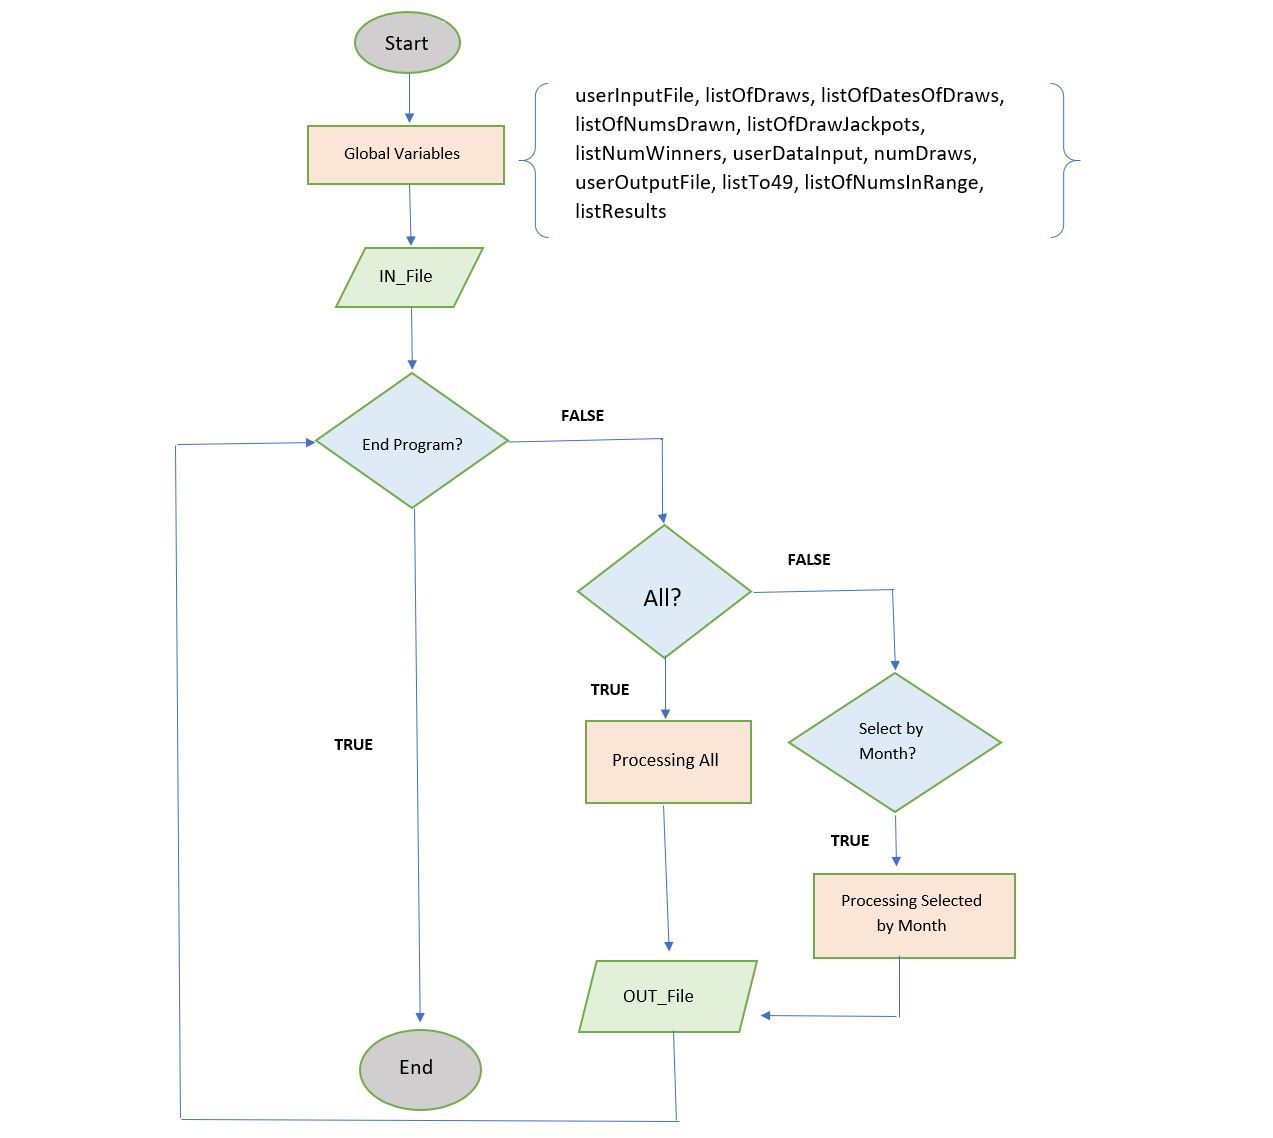 Start
userInputFile, listOfDraws, listOfDatesOfDraws,
listOfNumsDrawn, listOfDrawJackpots,
listNumWinners, userDataInput, numDraws,
userOutputFile, listTo49, listOfNumsInRange,
listResults
Global Variables
IN_File
End Program?
FALSE
All?
FALSE
TRUE
Select by
Month?
TRUE
Processing All
TRUE
Processing Selected
by Month
OUT_File
End